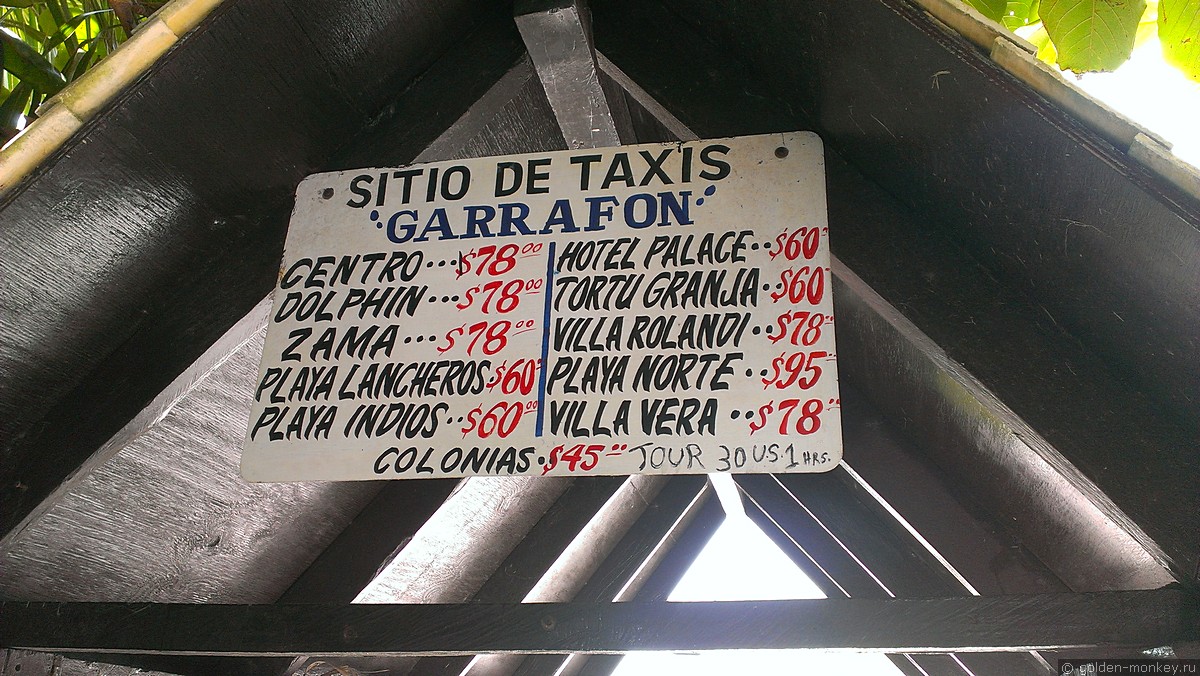 SITIO DE TAXIS
"GARRAFON"
CENTRO...$78.00
DOLPHIN...$78.00
ZAMA...$78.00
PLAYA LANCHEROS.$60
PLAYA INDIOS..$60.00
HOTEL PALACE..$60
TORTU GRANJA..$60
VILLA ROLANDI..$78
PLAYA NORTE..$95
VILLA VERA..$78
COLONIAS.$45.00 TOUR 30 U.S. 1 HRS.
© golden-monkey.ru